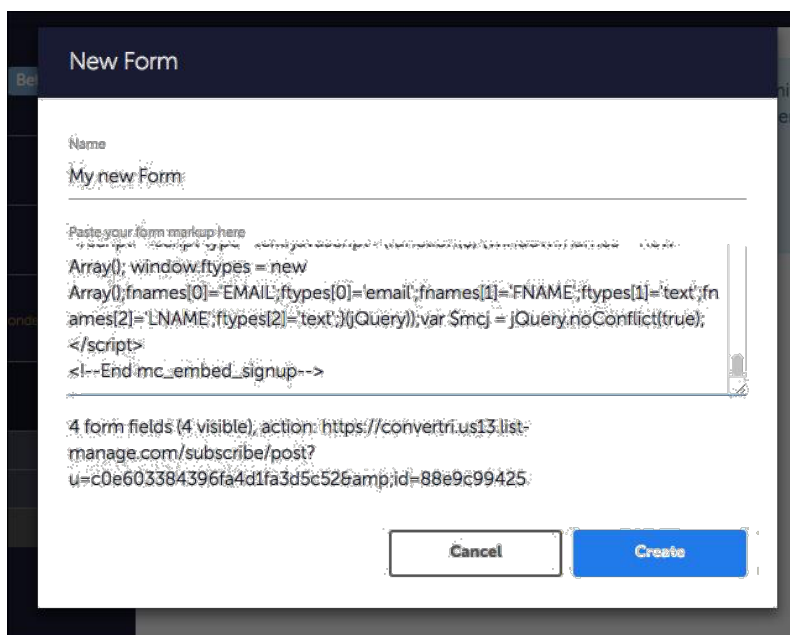 New Form
Be
Name
My new Form
Paste your form markup here
Array(); window.ftypes = new
Array();fnames[0]='EMAIL';ftypes[0]='email';fnames[1]='FNAME';ftypes[1]='text';fn
ames[2]='LNAME';ftypes[2]='text';}(jQuery));var $mcj = jQuery.noConflict(true);
</script>
<!--End mc_embed_signup-->
4 form fields (4 visible), action: https://convertri.us13.list-
manage.com/subscribe/post?
u=c0e603384396fa4d1fa3d5c52&amp;id=88e9c99425
Cancel
Create